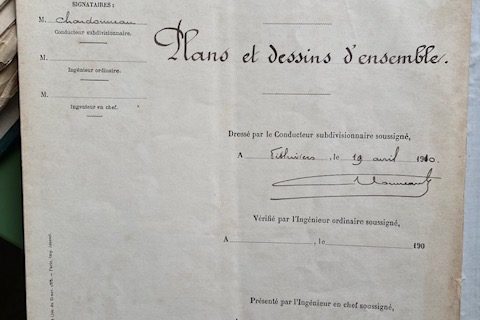 SIGNATAIRES :
M. Chardonneau
Conducteur subdivisionnaire.
M.
Ingénieur ordinaire.
M.
Ingénieur en chef.
Plans et dessins d'ensemble.
Dressé par le Conducteur subdivisionnaire soussigné,
A Pithiviers, le 19 avril 1910.
Vérifié par l'Ingénieur ordinaire soussigné,
A , le 190
Présenté par l'Ingénieur en chef soussigné,